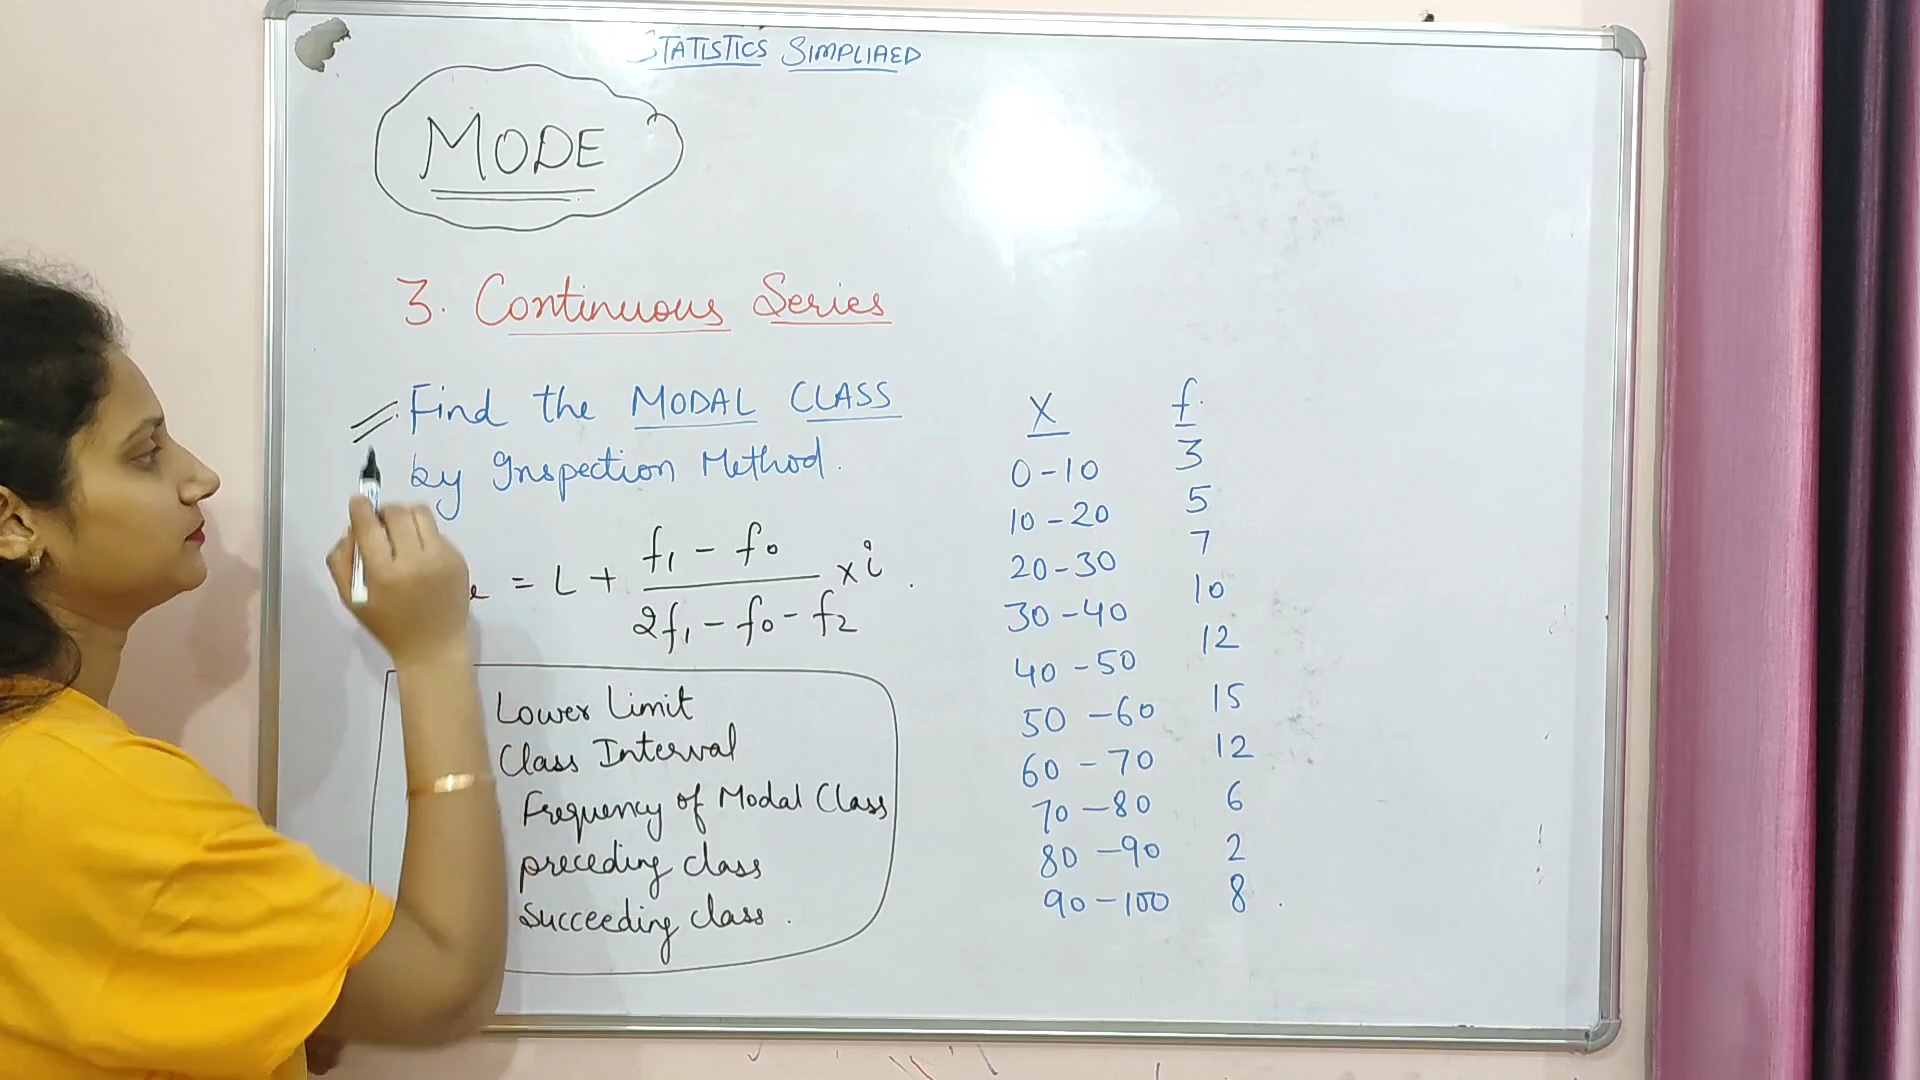 STATISTICS SIMPLIFIED
MODE
3. Continuous Series
Find the MODAL CLASS
by Inspection Method.
= L + (f₁ - f₀) / (2f₁ - f₀ - f₂) × i.
Lower Limit
Class Interval
Frequency of Modal Class
preceding class
Succeeding class.
X f
0-10 3
10-20 5
20-30 7
30-40 10
40-50 12
50-60 15
60-70 12
70-80 6
80-90 2
90-100 8